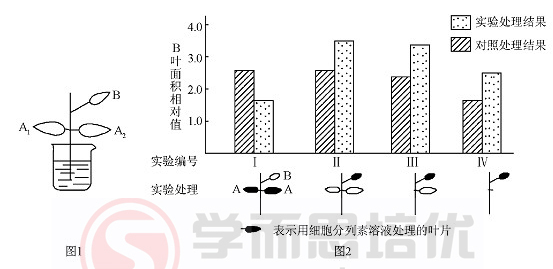 4.0
3.0
2.0
1.0
B叶面积相对值
实验处理结果
对照处理结果
B
A₁
A₂
实验编号 Ⅰ Ⅱ Ⅲ Ⅳ
实验处理
B
A A
表示用细胞分列素溶液处理的叶片
图1 图2
学而思培优